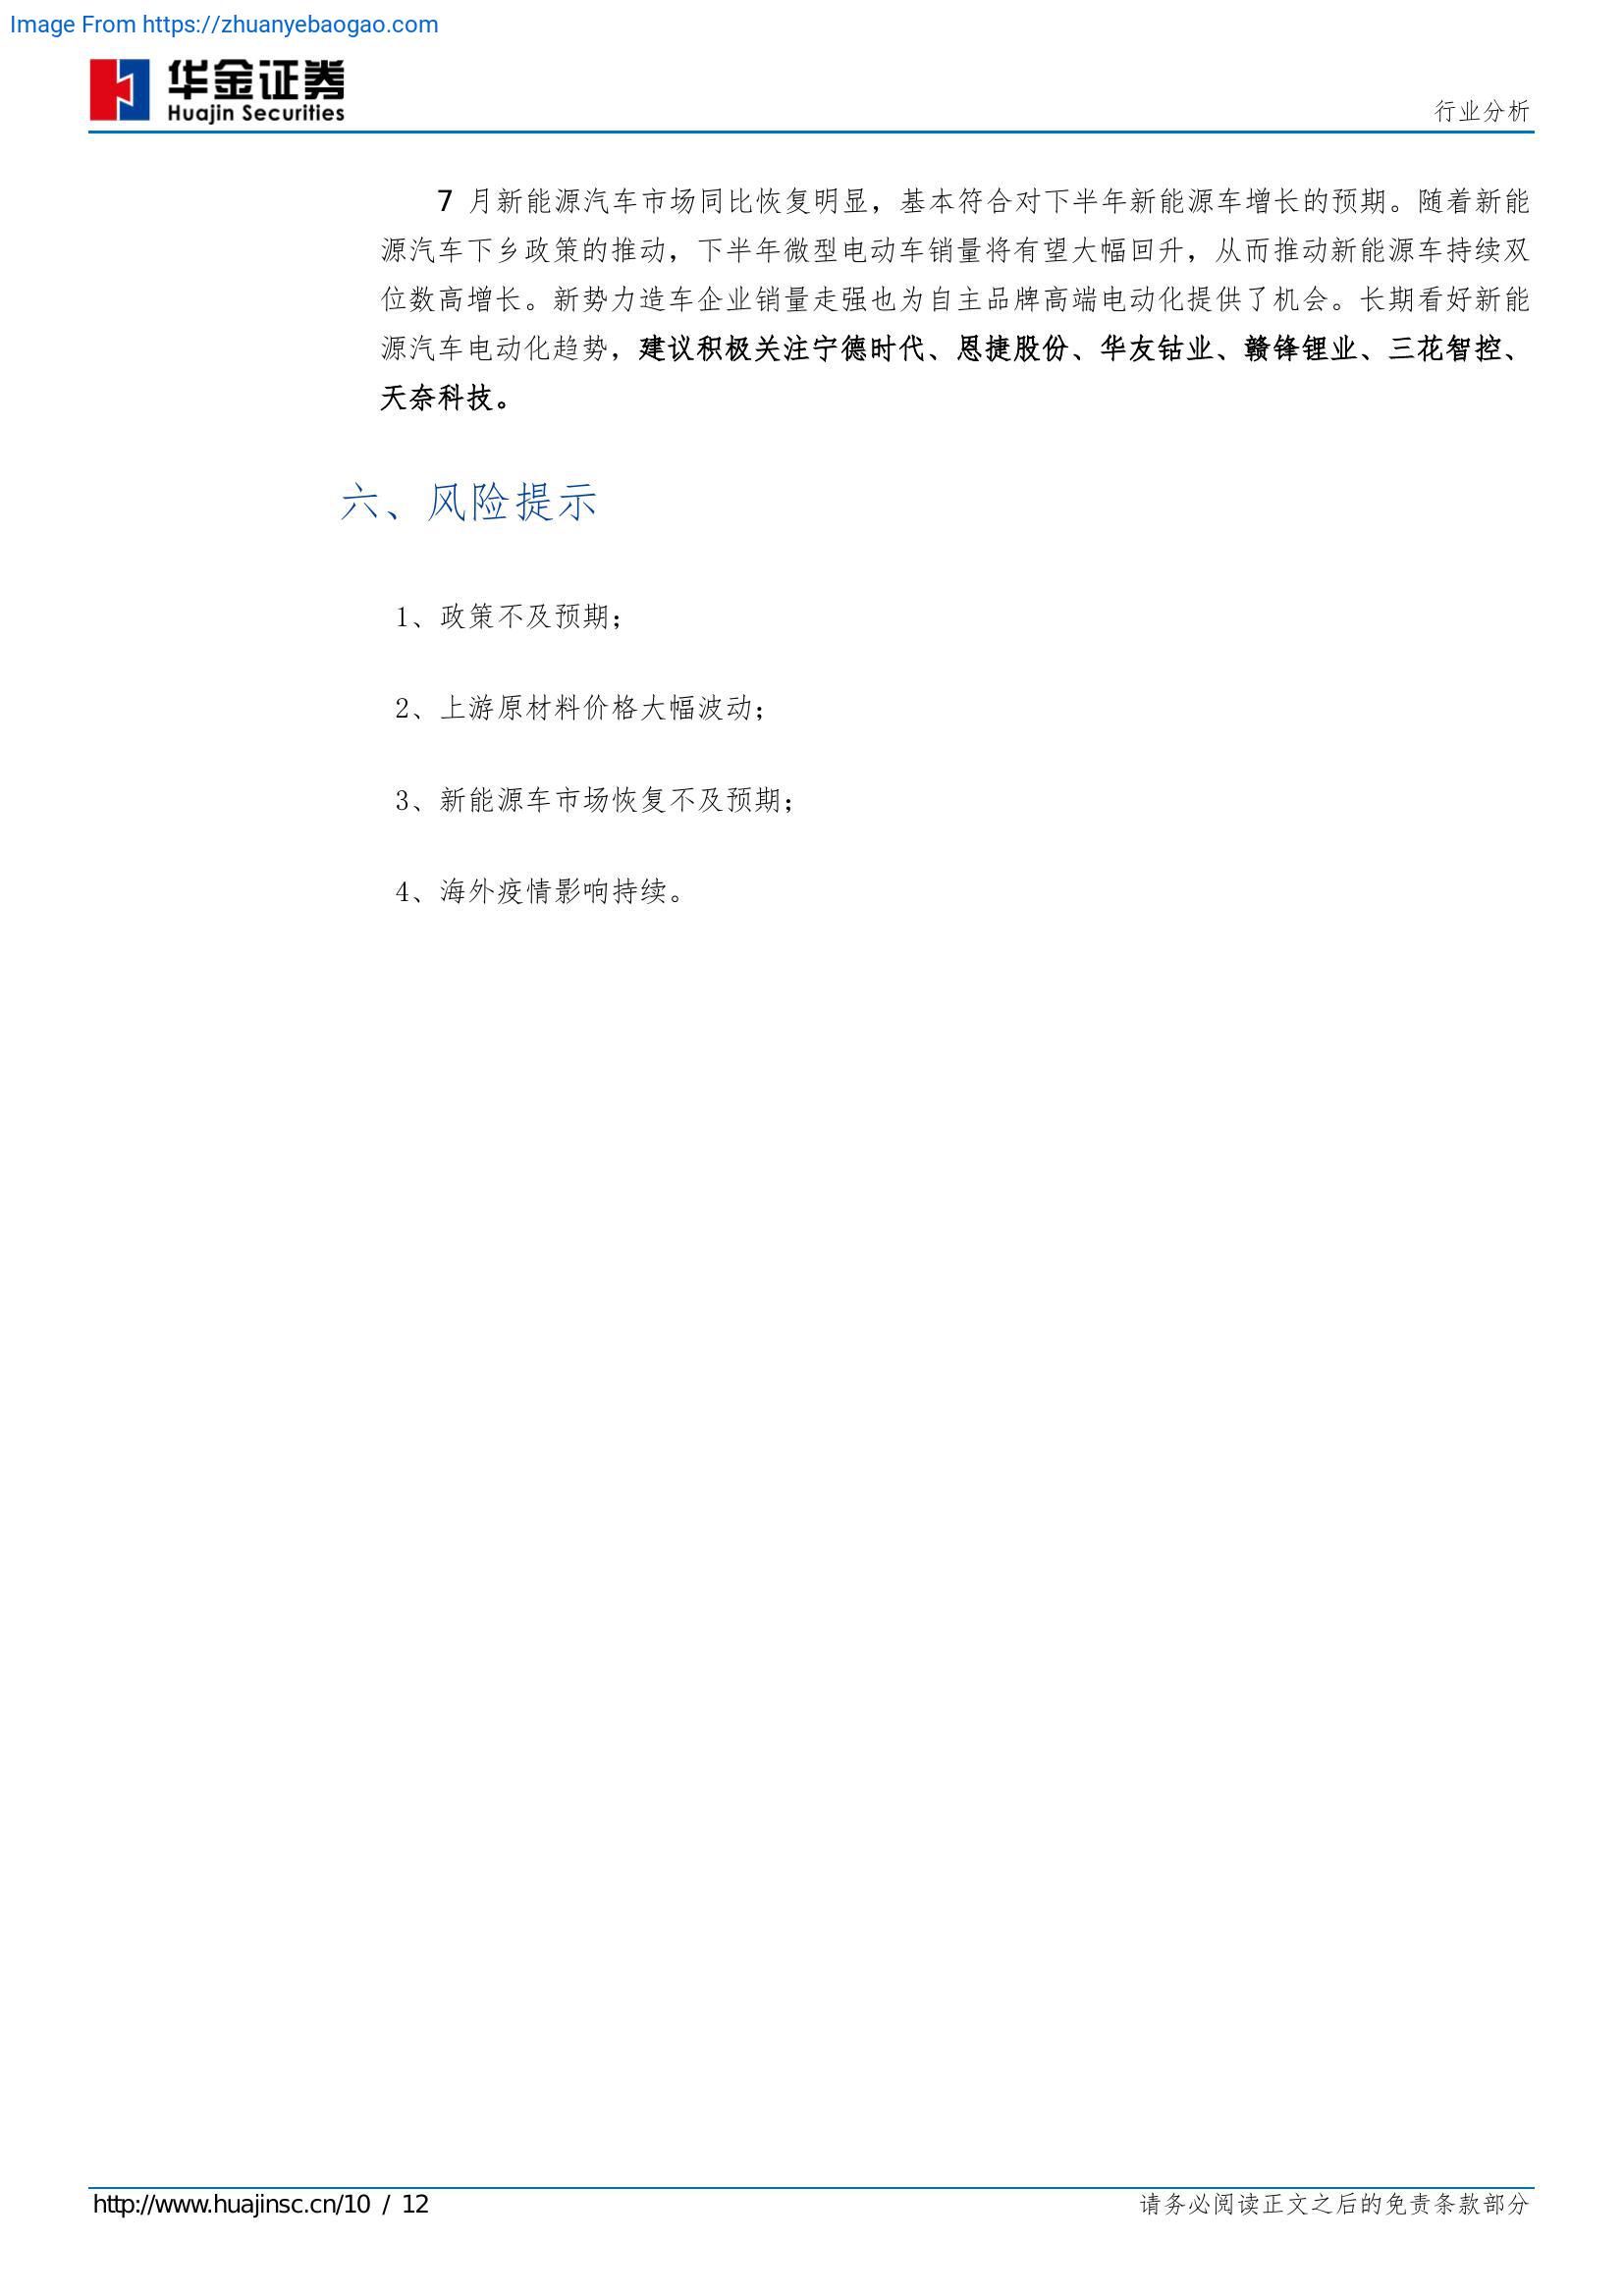 Image From https://zhuanyebaogao.com
华金证券
Huajin Securities
行业分析
7 月新能源汽车市场同比恢复明显，基本符合对下半年新能源车增长的预期。随着新能
源汽车下乡政策的推动，下半年微型电动车销量将有望大幅回升，从而推动新能源车持续双
位数高增长。新势力造车企业销量走强也为自主品牌高端电动化提供了机会。长期看好新能
源汽车电动化趋势，建议积极关注宁德时代、恩捷股份、华友钴业、赣锋锂业、三花智控、
天奈科技。
六、风险提示
1、政策不及预期；
2、上游原材料价格大幅波动；
3、新能源车市场恢复不及预期；
4、海外疫情影响持续。
http://www.huajinsc.cn/10 / 12
请务必阅读正文之后的免责条款部分